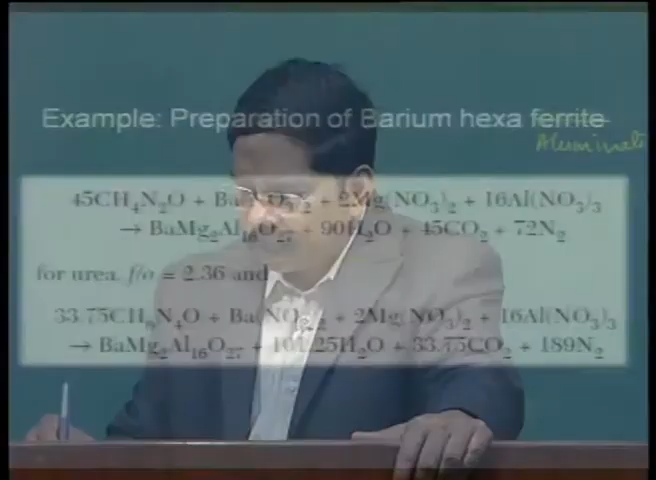 Example: Preparation of Barium hexa ferrite
Aluminate
45CH₄N₂O + Ba(NO₃)₂ + 2Mg(NO₃)₂ + 16Al(NO₃)₃
→ BaMg₂Al₁₆O₂₇ + 90H₂O + 45CO₂ + 72N₂
for urea. f/o = 2.36 and
33.75CH₆N₄O + Ba(NO₃)₂ + 2Mg(NO₃)₂ + 16Al(NO₃)₃
→ BaMg₂Al₁₆O₂₇ + 101.25H₂O + 33.75CO₂ + 189N₂